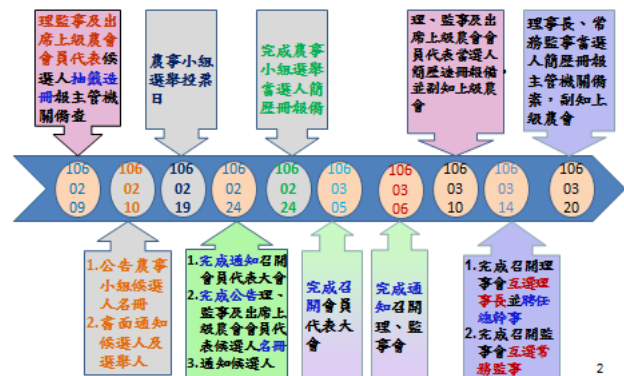 理監事及出
席上級農會
會員代表候
選人抽籤造
冊報主管機
關備查
農事小組
選舉投票
日
完成農事
小組選舉
當選人簡
歷冊報備
理、監事及出
席上級農會會
員代表當選人
簡歷造冊報備,
並副知上級農
會
理事長、常
務監事當選
人簡歷冊報
主管機關備
案,副知上
級農會
106
02
09
106
02
10
106
02
19
106
02
24
106
02
24
106
03
05
106
03
06
106
03
10
106
03
14
106
03
20
1.公告農事
小組候選
人名冊
2.書面通知
候選人及
選舉人
1.完成通知召開
會員代表大會
2.完成公告理、
監事及出席上
級農會會員代
表候選人名冊
3.通知候選人
完成召
開會員
代表大
會
完成通
知召開
理、監
事會
1.完成召開理
事會互選理
事長並聘任
總幹事
2.完成召開監
事會互選常
務監事
2